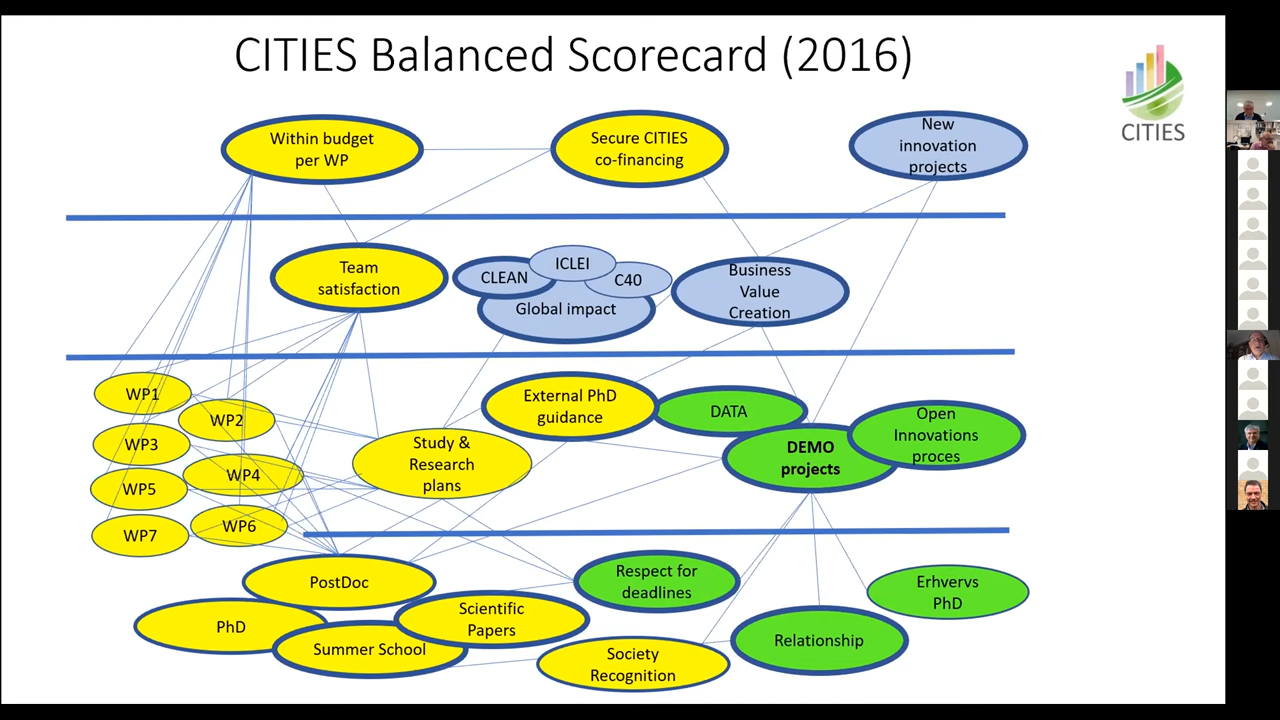 CITIES Balanced Scorecard (2016)
CITIES
Within budget
per WP
Secure CITIES
co-financing
New
innovation
projects
Team
satisfaction
CLEAN
ICLEI
C40
Global impact
Business
Value
Creation
WP1
WP2
WP3
WP4
WP5
WP6
WP7
Study &
Research
plans
External PhD
guidance
DATA
DEMO
projects
Open
Innovations
proces
PostDoc
PhD
Summer School
Scientific
Papers
Respect for
deadlines
Society
Recognition
Relationship
Erhvervs
PhD